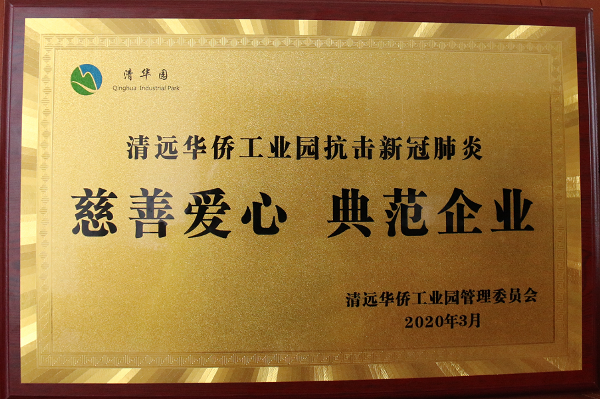 清华园
Qinghua Industrial Park
清远华侨工业园抗击新冠肺炎
慈善爱心 典范企业
清远华侨工业园管理委员会
2020年3月